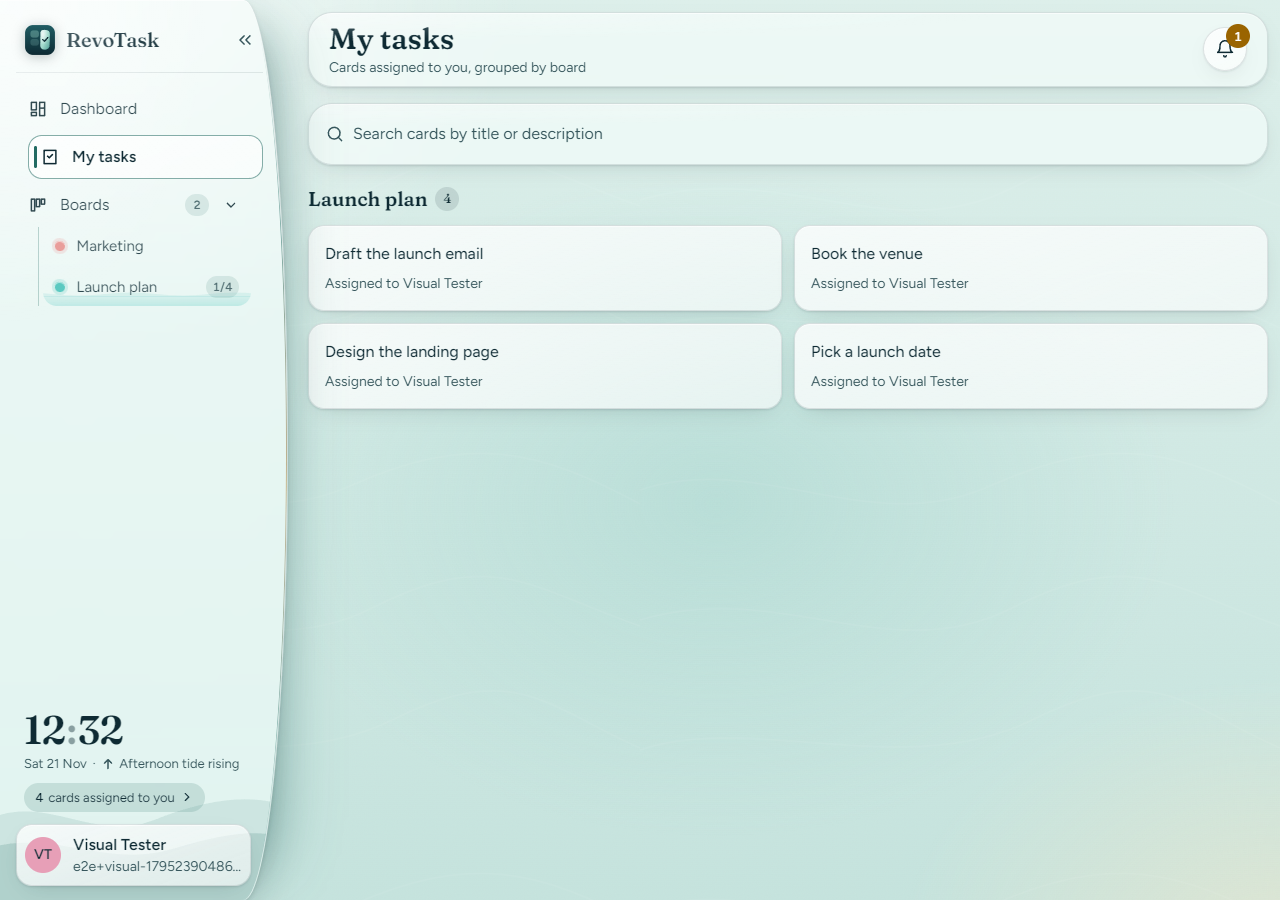 RevoTask
Dashboard
My tasks
Boards 2
Marketing
Launch plan 1/4
12:32
Sat 21 Nov · ↑ Afternoon tide rising
4 cards assigned to you
VT
Visual Tester
e2e+visual-17952390486...
My tasks
Cards assigned to you, grouped by board
1
Search cards by title or description
Launch plan 4
Draft the launch email
Assigned to Visual Tester
Book the venue
Assigned to Visual Tester
Design the landing page
Assigned to Visual Tester
Pick a launch date
Assigned to Visual Tester